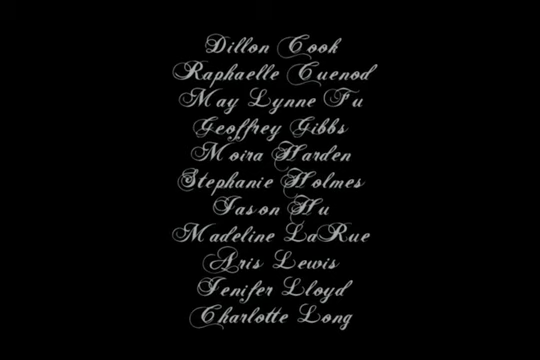 Dillon Cook
Raphaelle Cuenod
May Lynne Fu
Geoffrey Gibbs
Moira Harden
Stephanie Holmes
Jason Hu
Madeline LaRue
Aris Lewis
Jenifer Lloyd
Charlotte Long